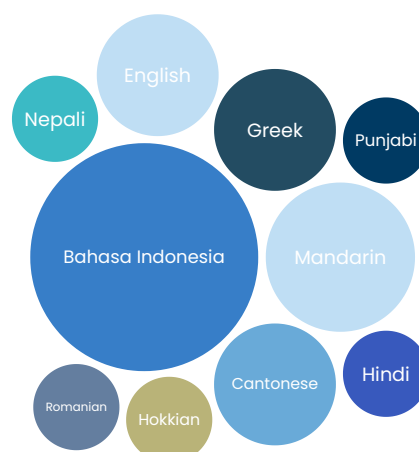 English
Nepali
Greek
Punjabi
Bahasa Indonesia
Mandarin
Hindi
Cantonese
Romanian
Hokkian